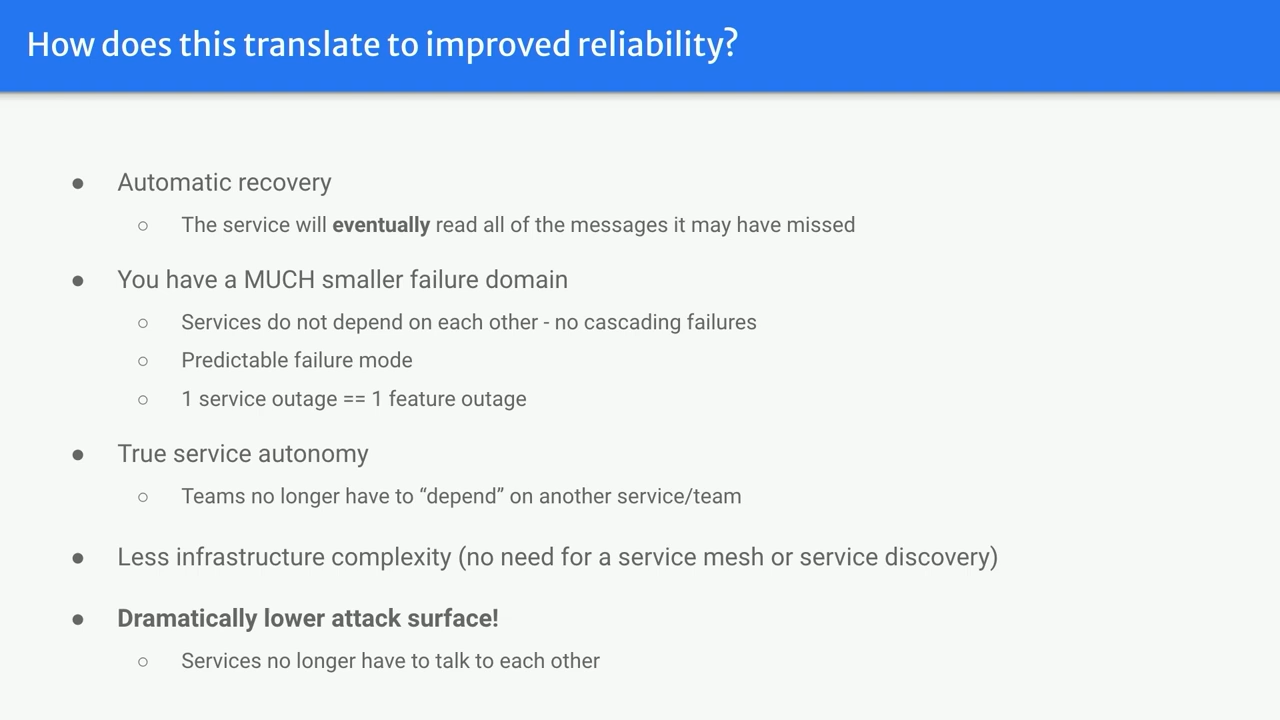 How does this translate to improved reliability?
● Automatic recovery
○ The service will eventually read all of the messages it may have missed
● You have a MUCH smaller failure domain
○ Services do not depend on each other - no cascading failures
○ Predictable failure mode
○ 1 service outage == 1 feature outage
● True service autonomy
○ Teams no longer have to “depend” on another service/team
● Less infrastructure complexity (no need for a service mesh or service discovery)
● Dramatically lower attack surface!
○ Services no longer have to talk to each other